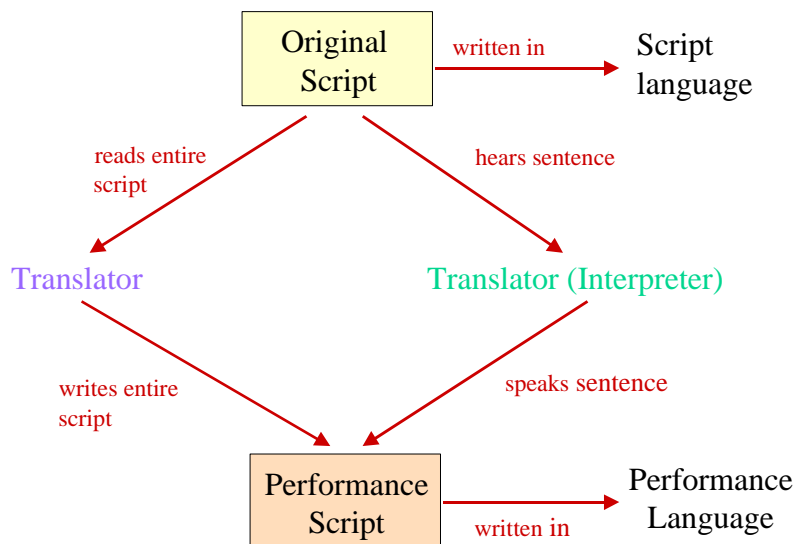 Original
Script
written in
Script
language
reads entire
script
hears sentence
Translator
Translator (Interpreter)
writes entire
script
speaks sentence
Performance
Script
written in
Performance
Language